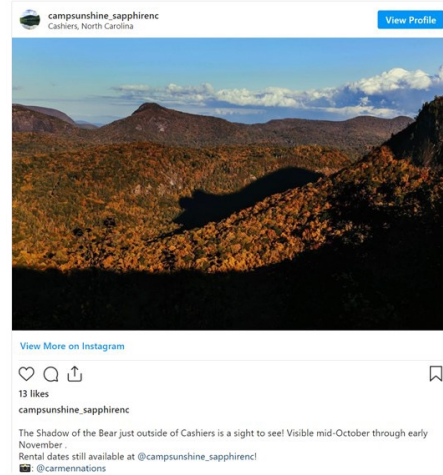 campsunshine_sapphirenc
Cashiers, North Carolina
View Profile
View More on Instagram
13 likes
campsunshine_sapphirenc
The Shadow of the Bear just outside of Cashiers is a sight to see! Visible mid-October through early
November .
Rental dates still available at @campsunshine_sapphirenc!
📷: @carmennations